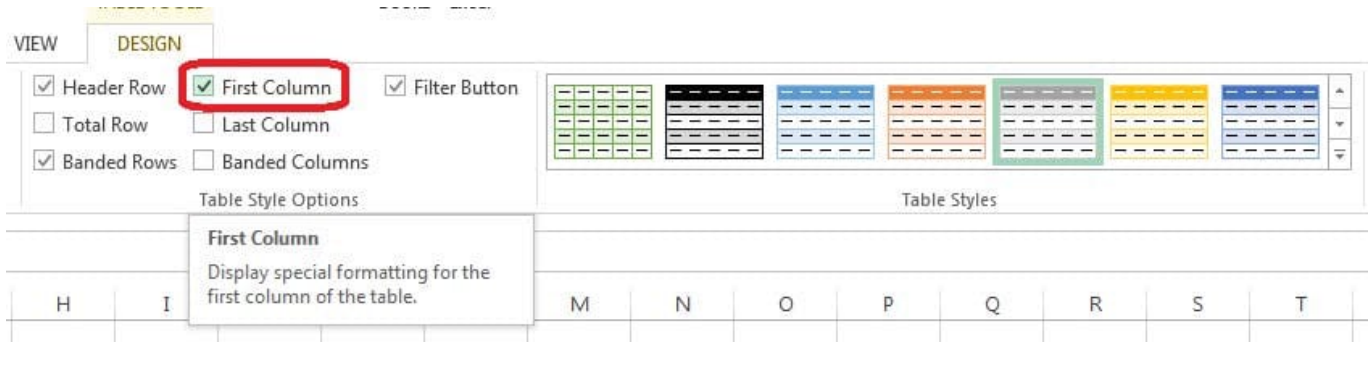 VIEW DESIGN
Header Row First Column Filter Button
Total Row Last Column
Banded Rows Banded Columns
Table Style Options Table Styles
First Column
Display special formatting for the
first column of the table.
H I M N O P Q R S T